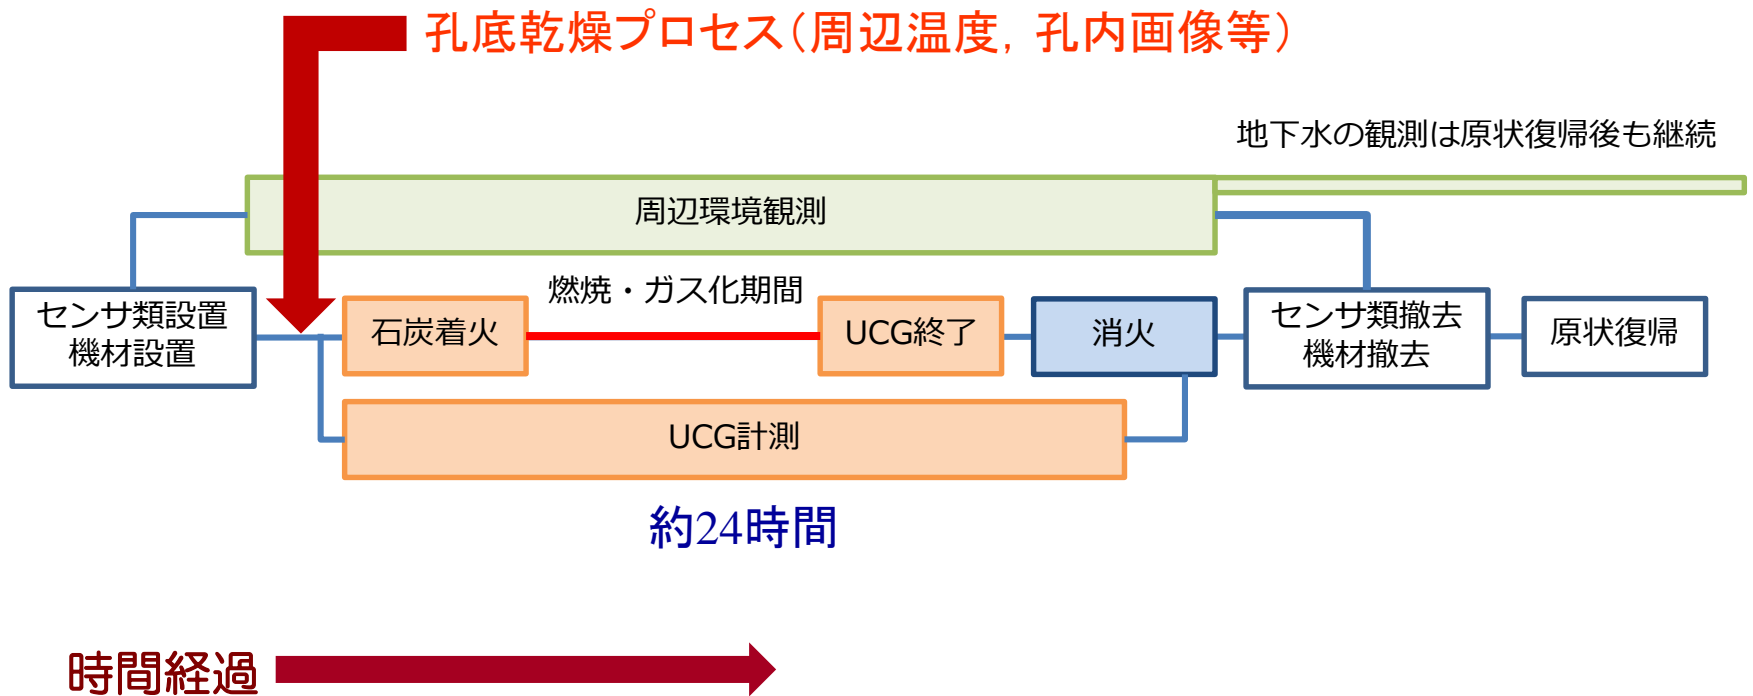 孔底乾燥プロセス(周辺温度, 孔内画像等)
地下水の観測は原状復帰後も継続
周辺環境観測
燃焼・ガス化期間
センサ類設置
機材設置
石炭着火
UCG終了
消火
センサ類撤去
機材撤去
原状復帰
UCG計測
約24時間
時間経過